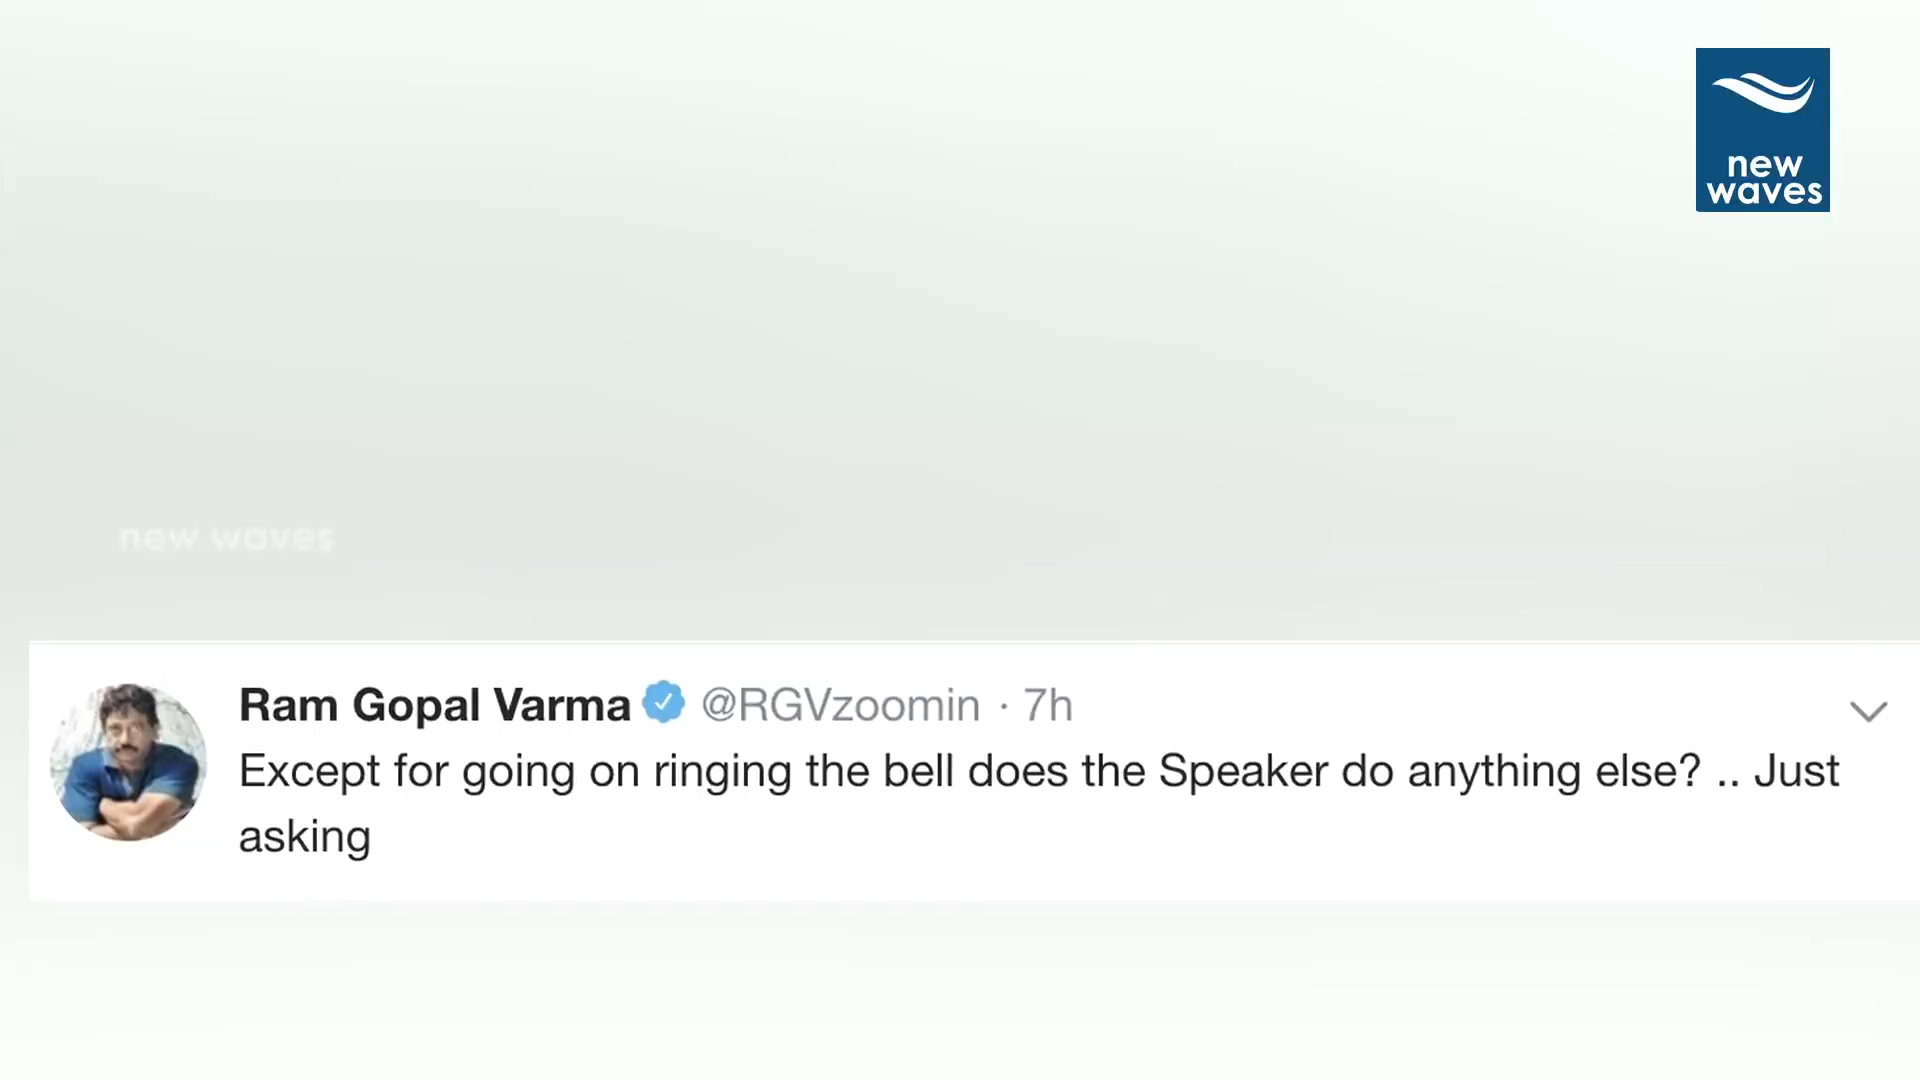 new
waves
new waves
Ram Gopal Varma @RGVzoomin · 7h
Except for going on ringing the bell does the Speaker do anything else? .. Just
asking